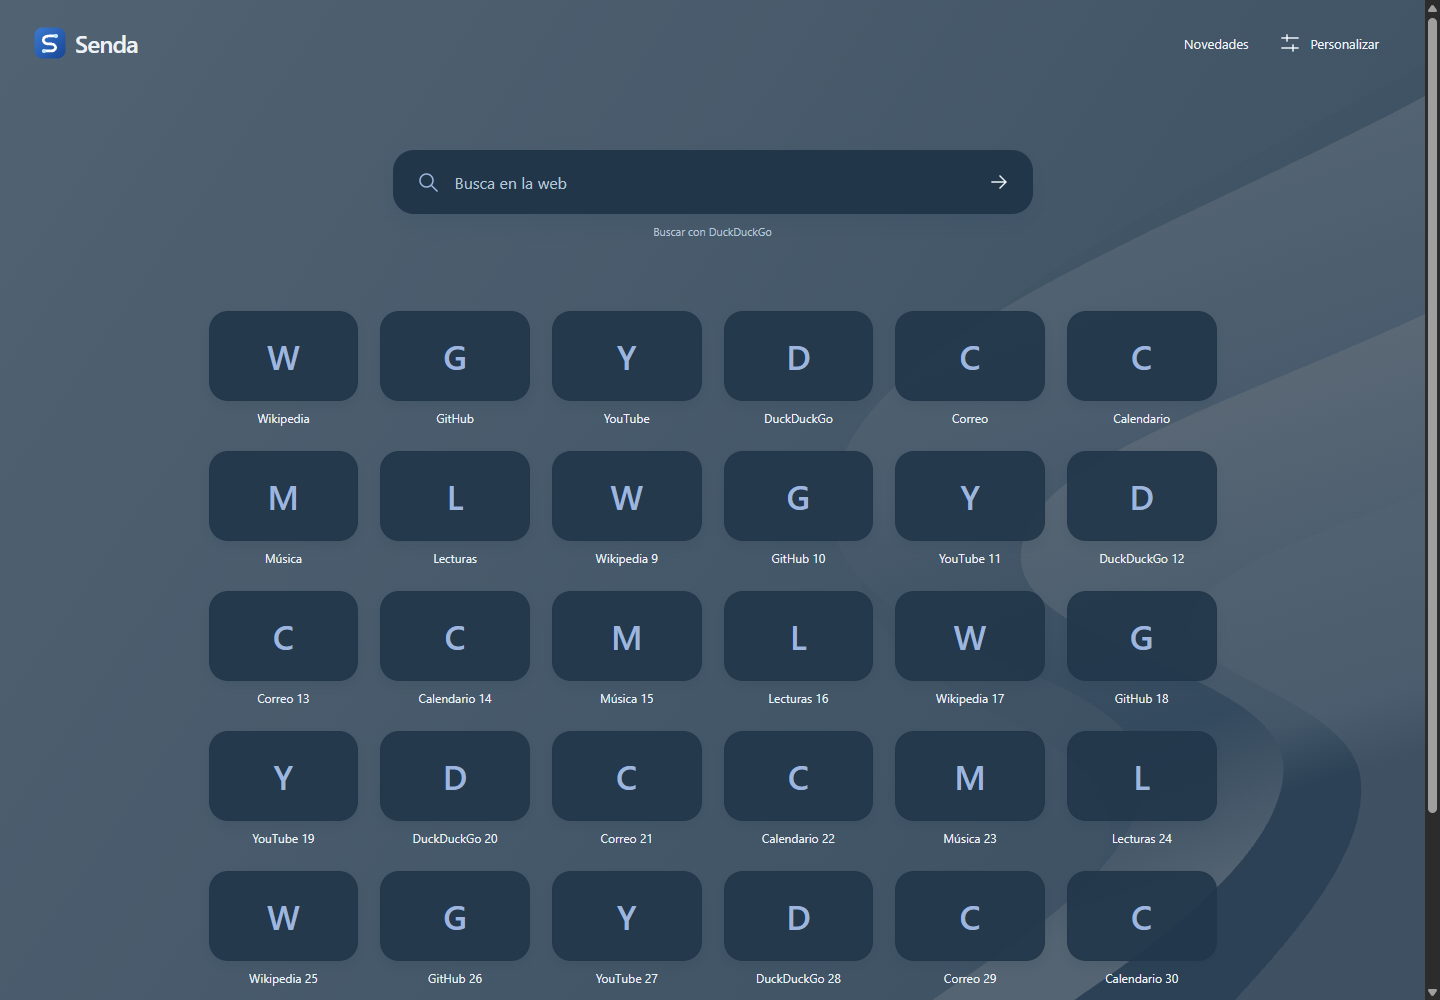 S Senda
Novedades
Personalizar
Busca en la web
Buscar con DuckDuckGo
W G Y D C C
Wikipedia GitHub YouTube DuckDuckGo Correo Calendario
M L W G Y D
Música Lecturas Wikipedia 9 GitHub 10 YouTube 11 DuckDuckGo 12
C C M L W G
Correo 13 Calendario 14 Música 15 Lecturas 16 Wikipedia 17 GitHub 18
Y D C C M L
YouTube 19 DuckDuckGo 20 Correo 21 Calendario 22 Música 23 Lecturas 24
W G Y D C C
Wikipedia 25 GitHub 26 YouTube 27 DuckDuckGo 28 Correo 29 Calendario 30